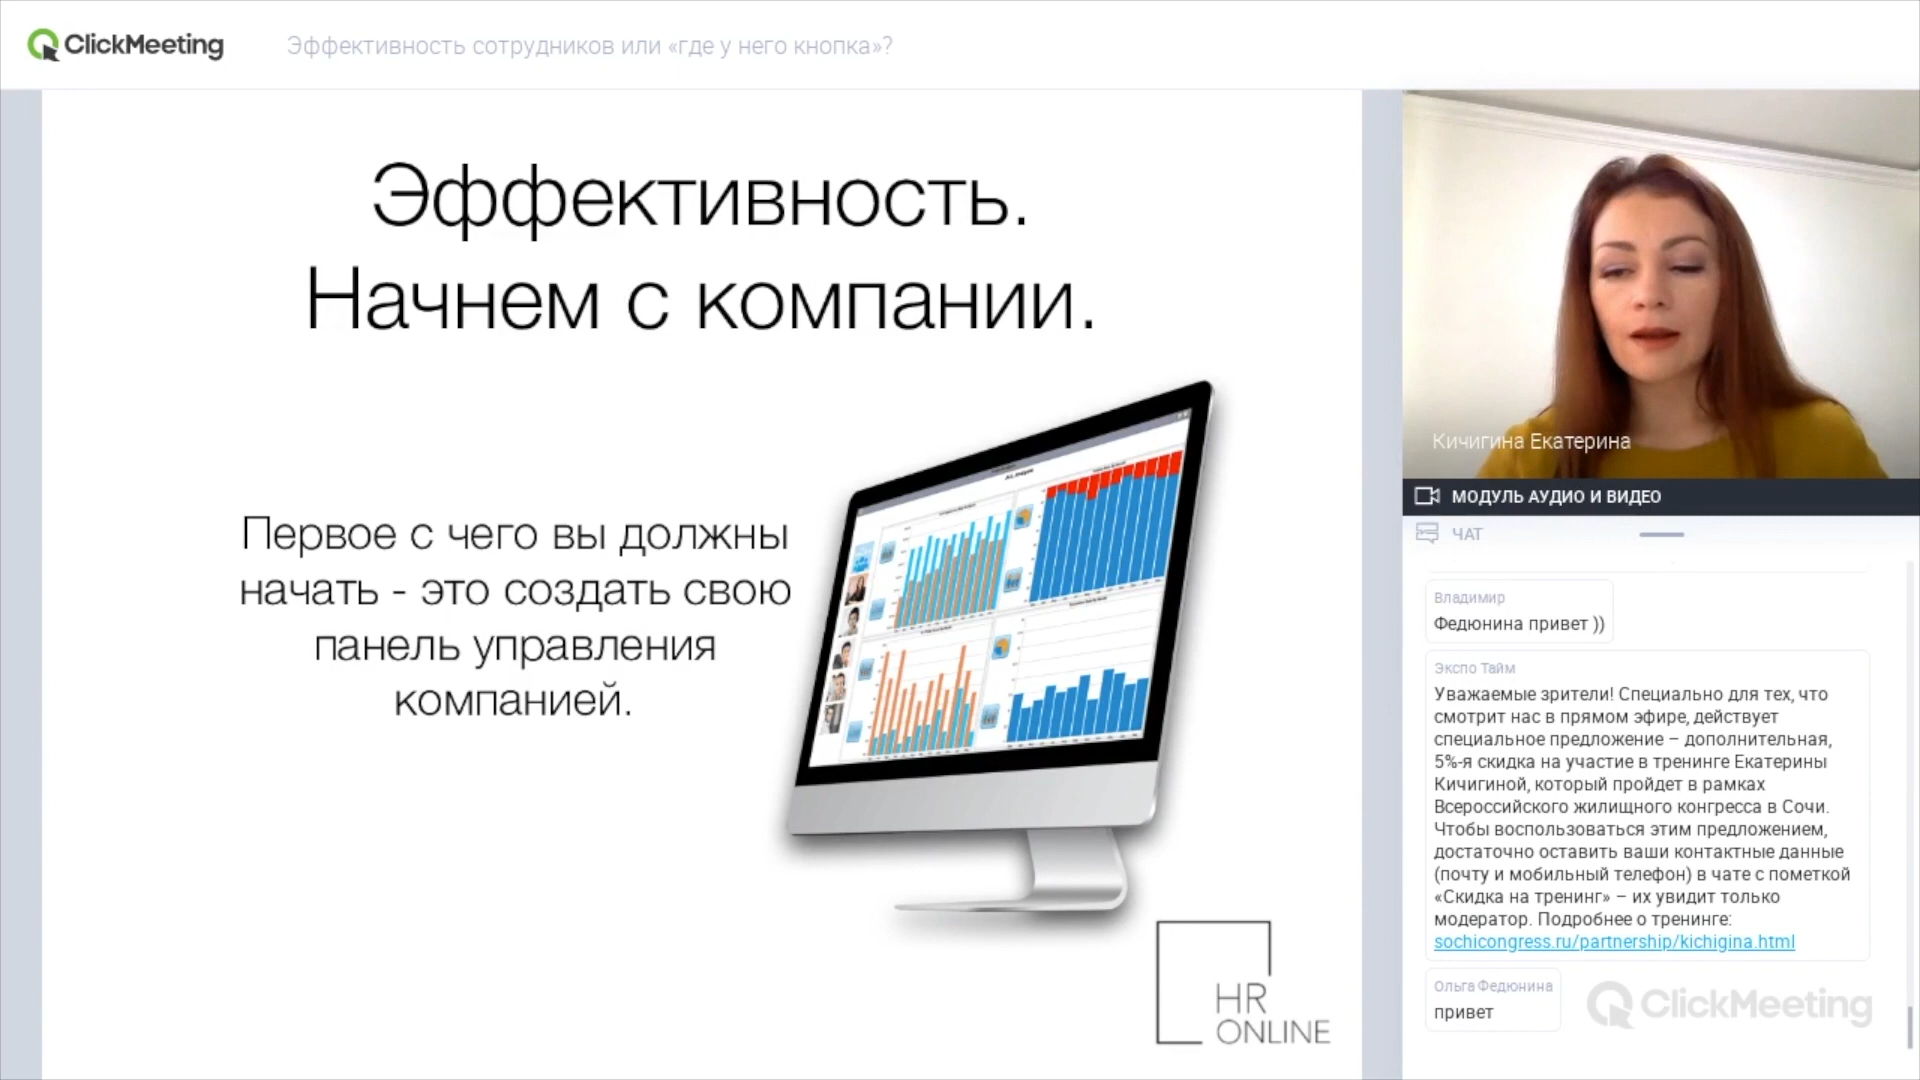 ClickMeeting
Эффективность сотрудников или «где у него кнопка»?
Эффективность.
Начнем с компании.
Первое с чего вы должны
начать - это создать свою
панель управления
компанией.
HR
ONLINE
Кичигина Екатерина
МОДУЛЬ АУДИО И ВИДЕО
ЧАТ
Владимир
Федюнина привет ))
Экспо Тайм
Уважаемые зрители! Специально для тех, что
смотрит нас в прямом эфире, действует
специальное предложение – дополнительная,
5%-я скидка на участие в тренинге Екатерины
Кичигиной, который пройдет в рамках
Всероссийского жилищного конгресса в Сочи.
Чтобы воспользоваться этим предложением,
достаточно оставить ваши контактные данные
(почту и мобильный телефон) в чате с пометкой
«Скидка на тренинг» – их увидит только
модератор. Подробнее о тренинге:
sochicongress.ru/partnership/kichigina.html
Ольга Федюнина
привет
ClickMeeting